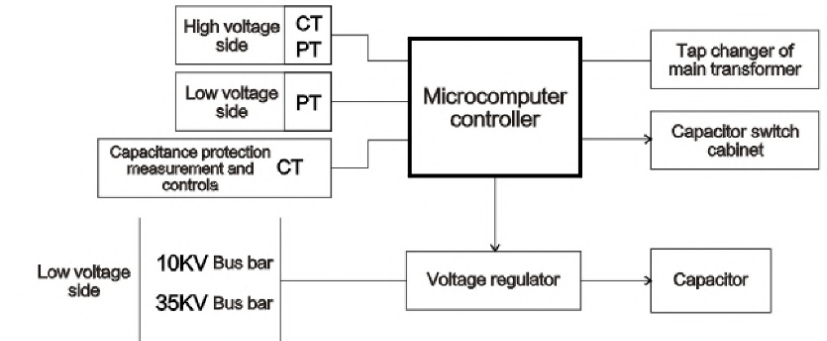 High voltage
side
CT
PT
Low voltage
side
PT
Capacitance protection
measurement and
controls
CT
Microcomputer
controller
Tap changer of
main transformer
Capacitor switch
cabinet
Low voltage
side
10KV Bus bar
35KV Bus bar
Voltage regulator
Capacitor